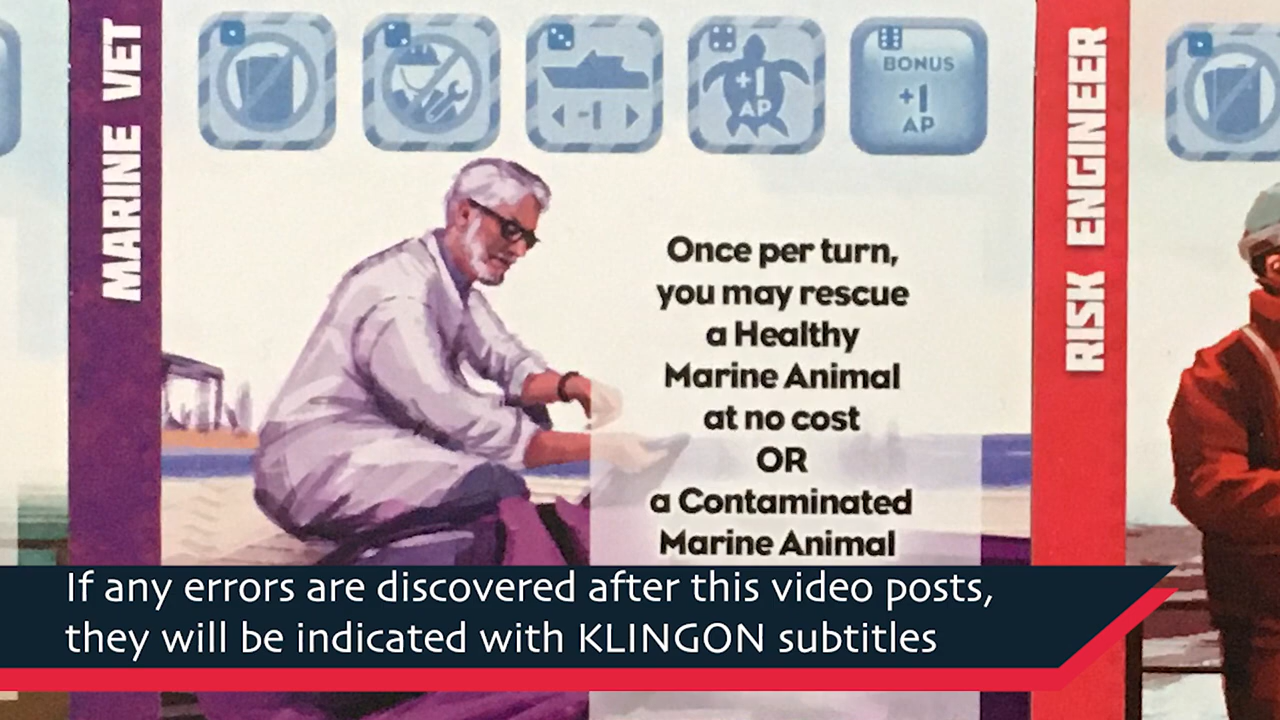 MARINE VET
-1
+1
AP
BONUS
+1
AP
Once per turn,
you may rescue
a Healthy
Marine Animal
at no cost
OR
a Contaminated
Marine Animal
RISK ENGINEER
If any errors are discovered after this video posts,
they will be indicated with KLINGON subtitles